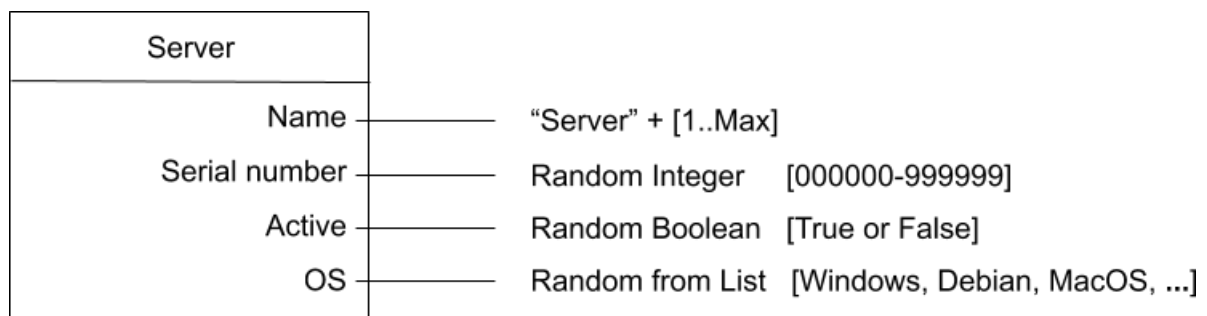 Server
Name “Server” + [1..Max]
Serial number Random Integer [000000-999999]
Active Random Boolean [True or False]
OS Random from List [Windows, Debian, MacOS, ...]